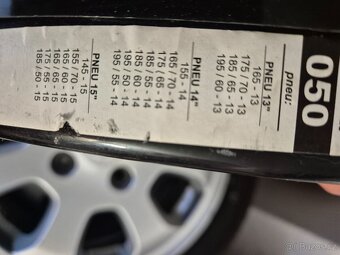 050
pneu:
PNEU 13"
165 - 13
175/70 - 13
185/65 - 13
195/60 - 13
PNEU 14"
155 - 14
165/70 - 14
175/65 - 14
185/60 - 14
185/55 - 14
195/50 - 14
195/55 - 14
PNEU 15"
145 - 15
155/70 - 15
165/60 - 15
165/65 - 15
175/55 - 15
185/50 - 15